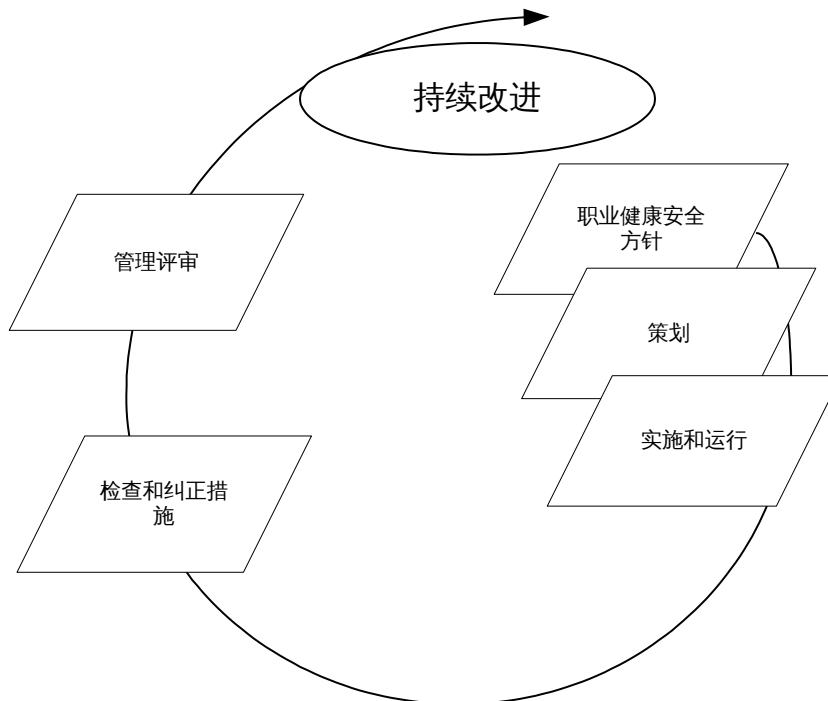 持续改进
职业健康安全
方针
管理评审
策划
实施和运行
检查和纠正措
施